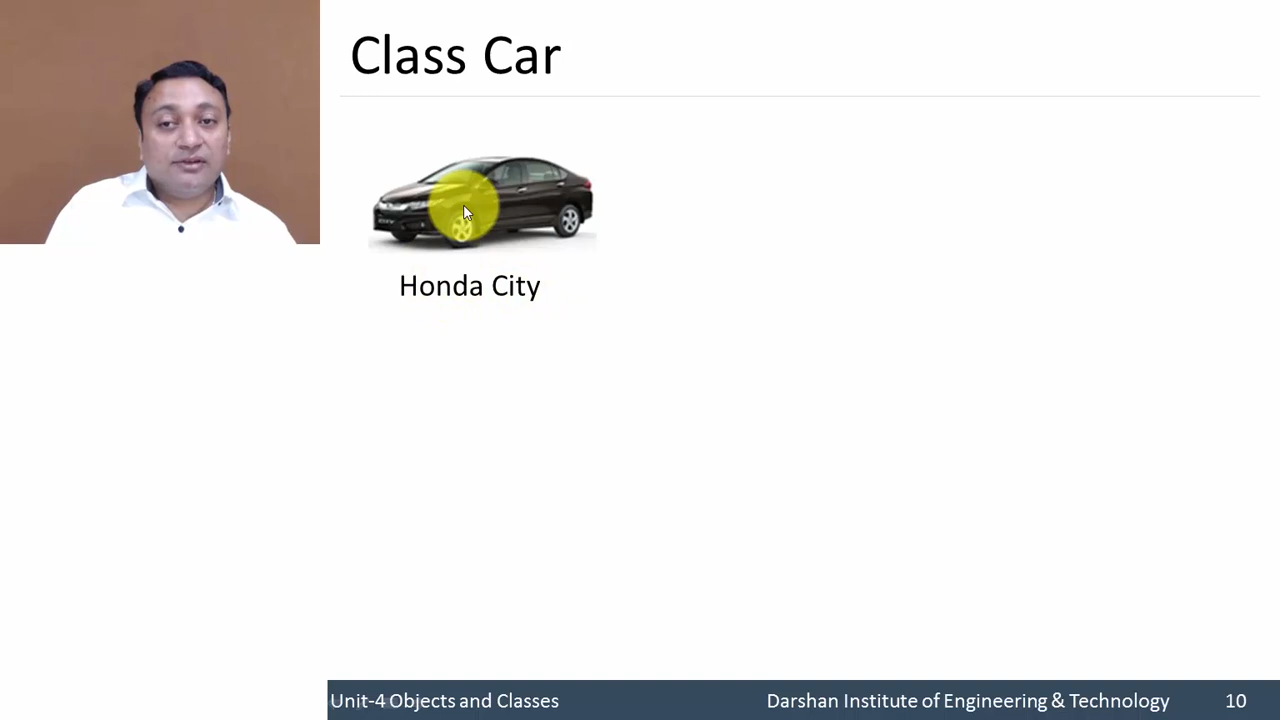 Class Car
Honda City
Unit-4 Objects and Classes
Darshan Institute of Engineering & Technology
10